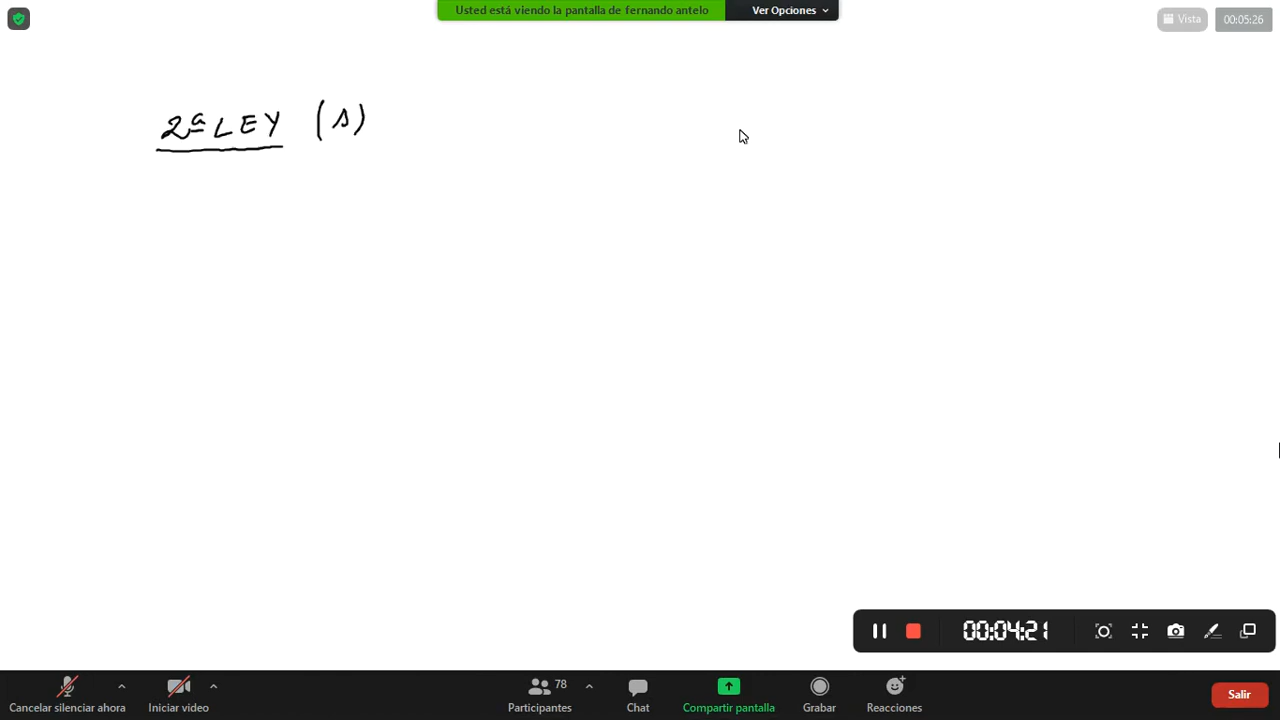 Usted está viendo la pantalla de fernando antelo Ver Opciones
Vista 00:05:26
2ª LEY (s)
00:04:21
78
Cancelar silenciar ahora Iniciar video Participantes Chat Compartir pantalla Grabar Reacciones Salir